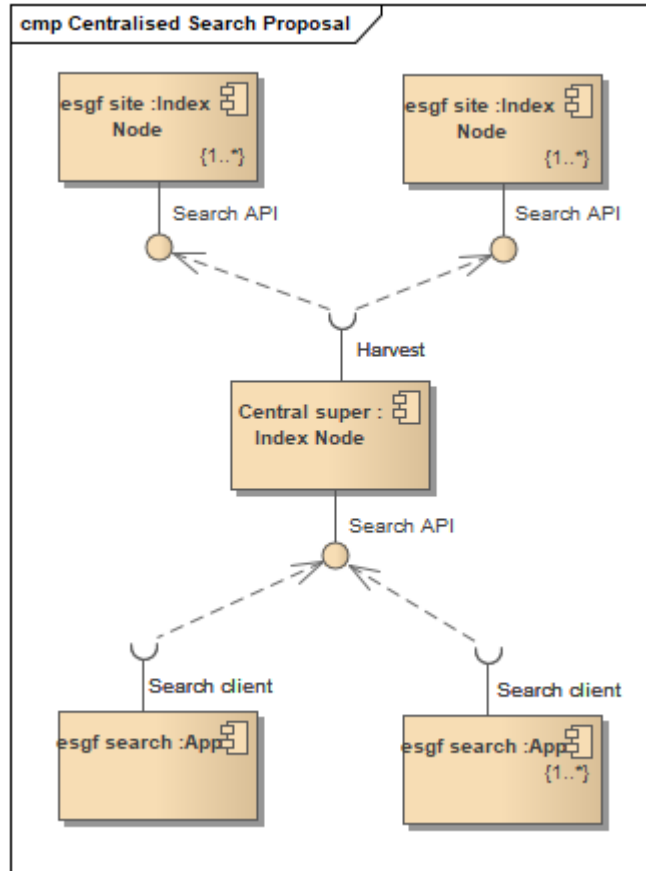 cmp Centralised Search Proposal
esgf site :Index
Node
{1..*}
esgf site :Index
Node
{1..*}
Search API
Search API
Harvest
Central super :
Index Node
Search API
Search client
Search client
esgf search :App
esgf search :App
{1..*}